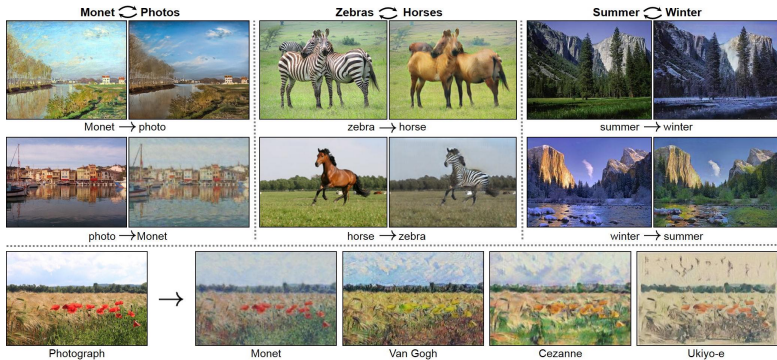 Monet Photos
Zebras Horses
Summer Winter
Monet → photo
zebra → horse
summer → winter
photo → Monet
horse → zebra
winter → summer
Photograph
Monet
Van Gogh
Cezanne
Ukiyo-e